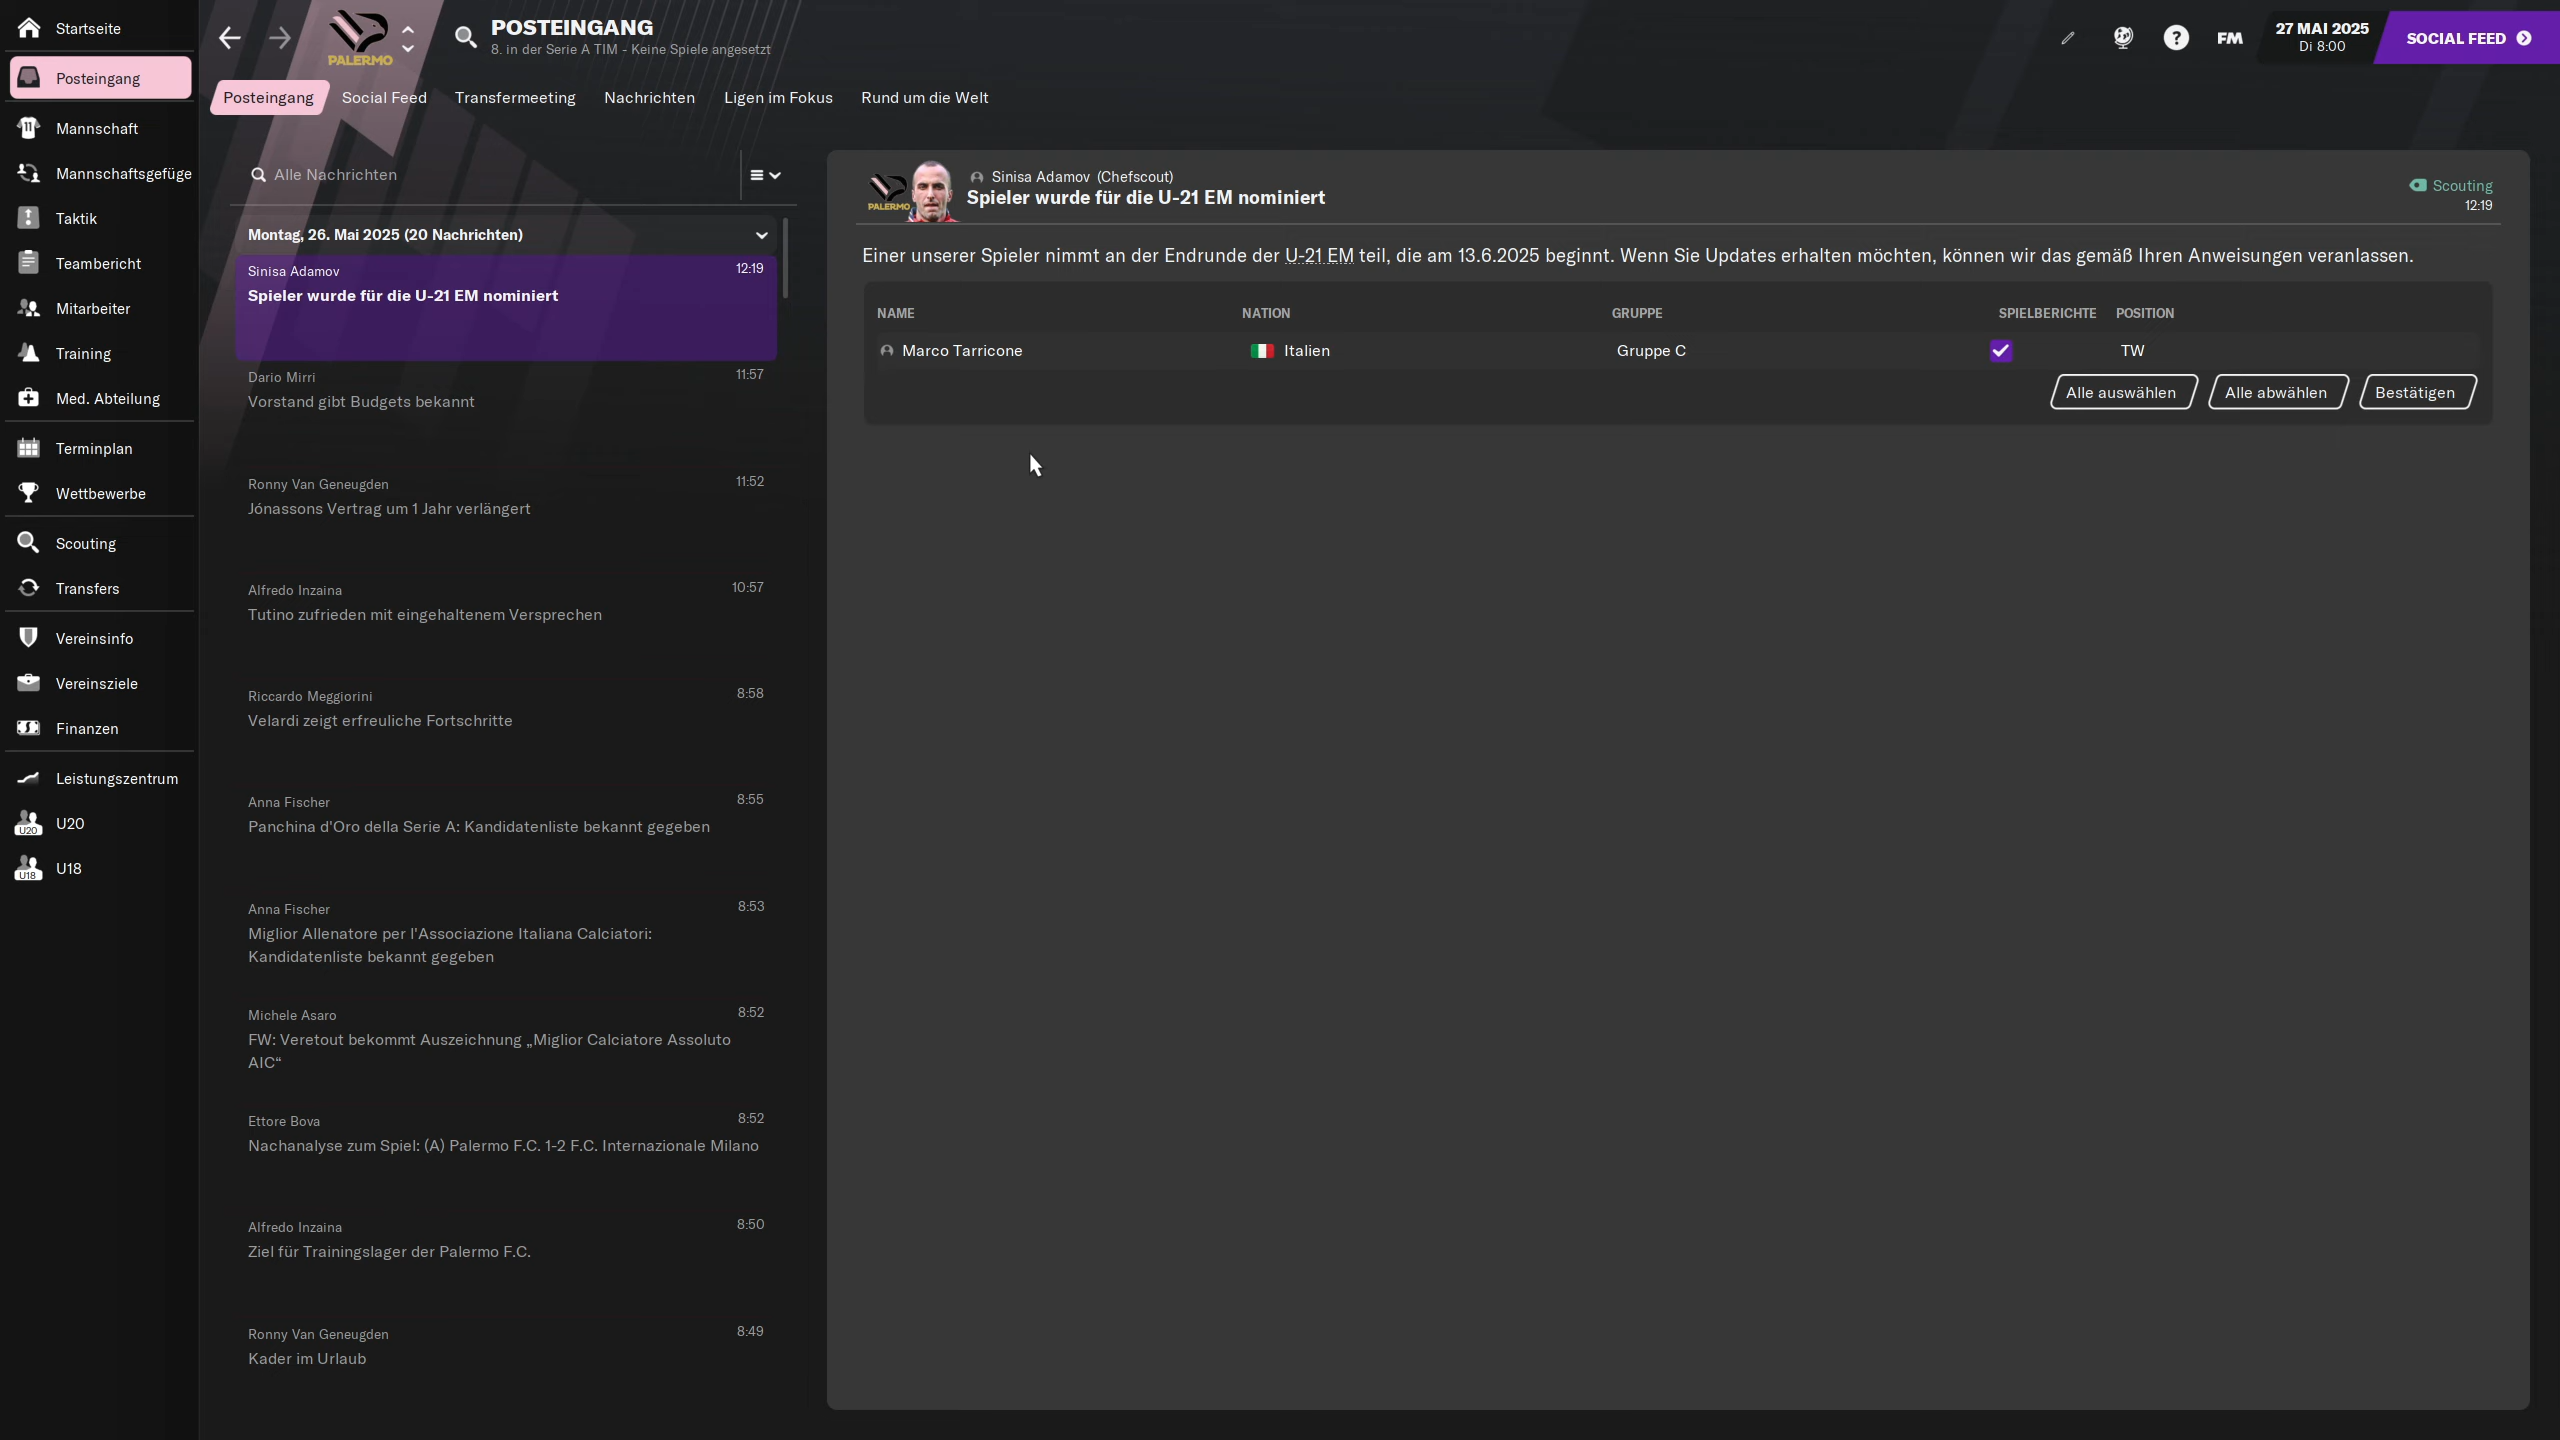 Startseite
Posteingang
Mannschaft
Mannschaftsgefüge
Taktik
Teambericht
Mitarbeiter
Training
Med. Abteilung
Terminplan
Wettbewerbe
Scouting
Transfers
Vereinsinfo
Vereinsziele
Finanzen
Leistungszentrum
U20 U20
U18 U18
PALERMO
POSTEINGANG
8. in der Serie A TIM - Keine Spiele angesetzt
? FM
27 MAI 2025
Di 8:00
SOCIAL FEED
Posteingang Social Feed Transfermeeting Nachrichten Ligen im Fokus Rund um die Welt
Alle Nachrichten
Montag, 26. Mai 2025 (20 Nachrichten)
Sinisa Adamov 12:19
Spieler wurde für die U-21 EM nominiert
Dario Mirri 11:57
Vorstand gibt Budgets bekannt
Ronny Van Geneugden 11:52
Jónassons Vertrag um 1 Jahr verlängert
Alfredo Inzaina 10:57
Tutino zufrieden mit eingehaltenem Versprechen
Riccardo Meggiorini 8:58
Velardi zeigt erfreuliche Fortschritte
Anna Fischer 8:55
Panchina d'Oro della Serie A: Kandidatenliste bekannt gegeben
Anna Fischer 8:53
Miglior Allenatore per l'Associazione Italiana Calciatori:
Kandidatenliste bekannt gegeben
Michele Asaro 8:52
FW: Veretout bekommt Auszeichnung „Miglior Calciatore Assoluto
AIC“
Ettore Bova 8:52
Nachanalyse zum Spiel: (A) Palermo F.C. 1-2 F.C. Internazionale Milano
Alfredo Inzaina 8:50
Ziel für Trainingslager der Palermo F.C.
Ronny Van Geneugden 8:49
Kader im Urlaub
PALERMO
Sinisa Adamov (Chefscout)
Spieler wurde für die U-21 EM nominiert
Scouting
12:19
Einer unserer Spieler nimmt an der Endrunde der U-21 EM teil, die am 13.6.2025 beginnt. Wenn Sie Updates erhalten möchten, können wir das gemäß Ihren Anweisungen veranlassen.
NAME NATION GRUPPE SPIELBERICHTE POSITION
Marco Tarricone Italien Gruppe C TW
Alle auswählen Alle abwählen Bestätigen